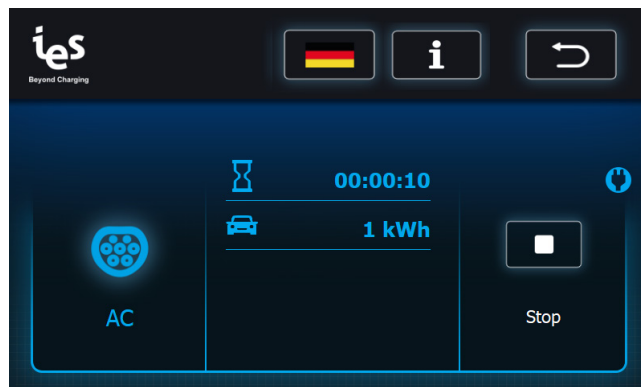 ies
Beyond Charging
i
00:00:10
1 kWh
AC
Stop